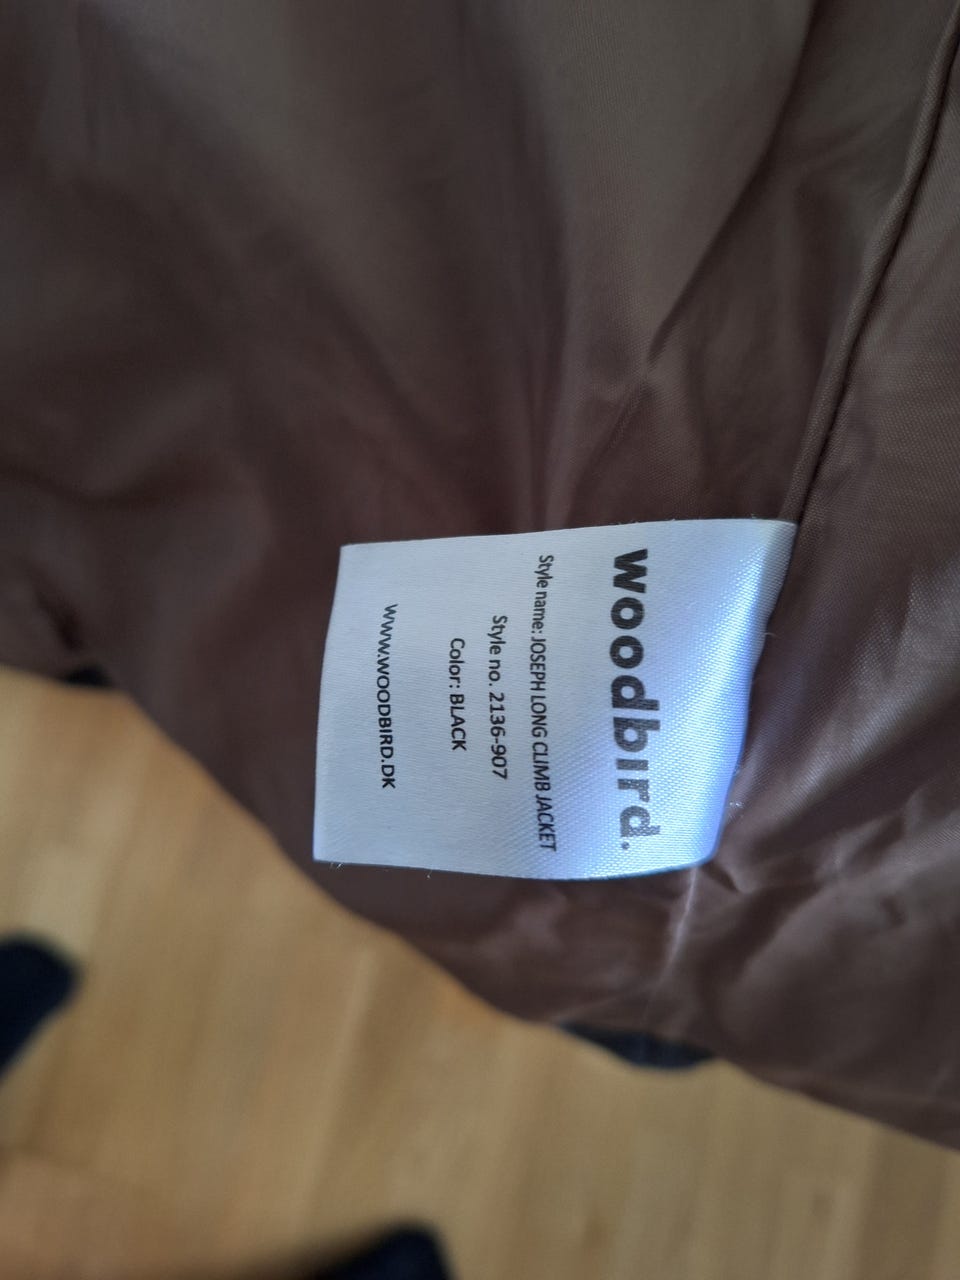 woodbird.
Style name: JOSEPH LONG CLIMB JACKET
Style no. 2136-907
Color: BLACK
WWW.WOODBIRD.DK